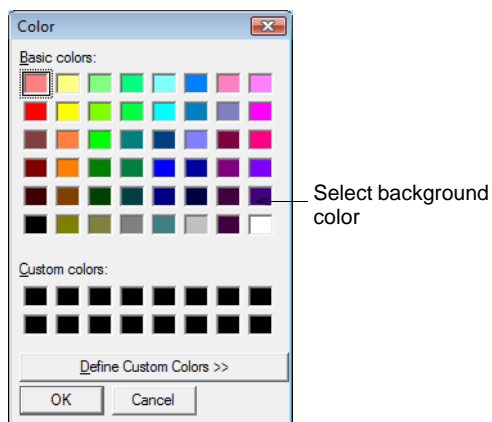 Color
Basic colors:
Select background
color
Custom colors:
Define Custom Colors >>
OK
Cancel